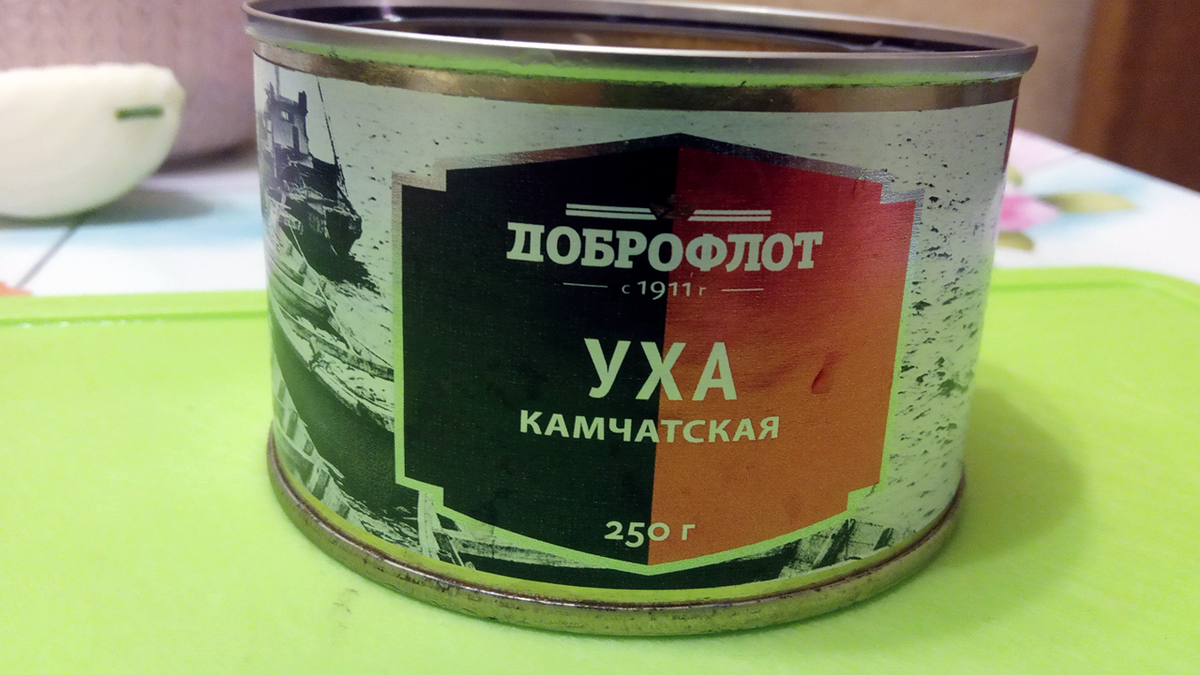 ДОБРОФЛОТ
с 1911 г
УХА
КАМЧАТСКАЯ
250 г